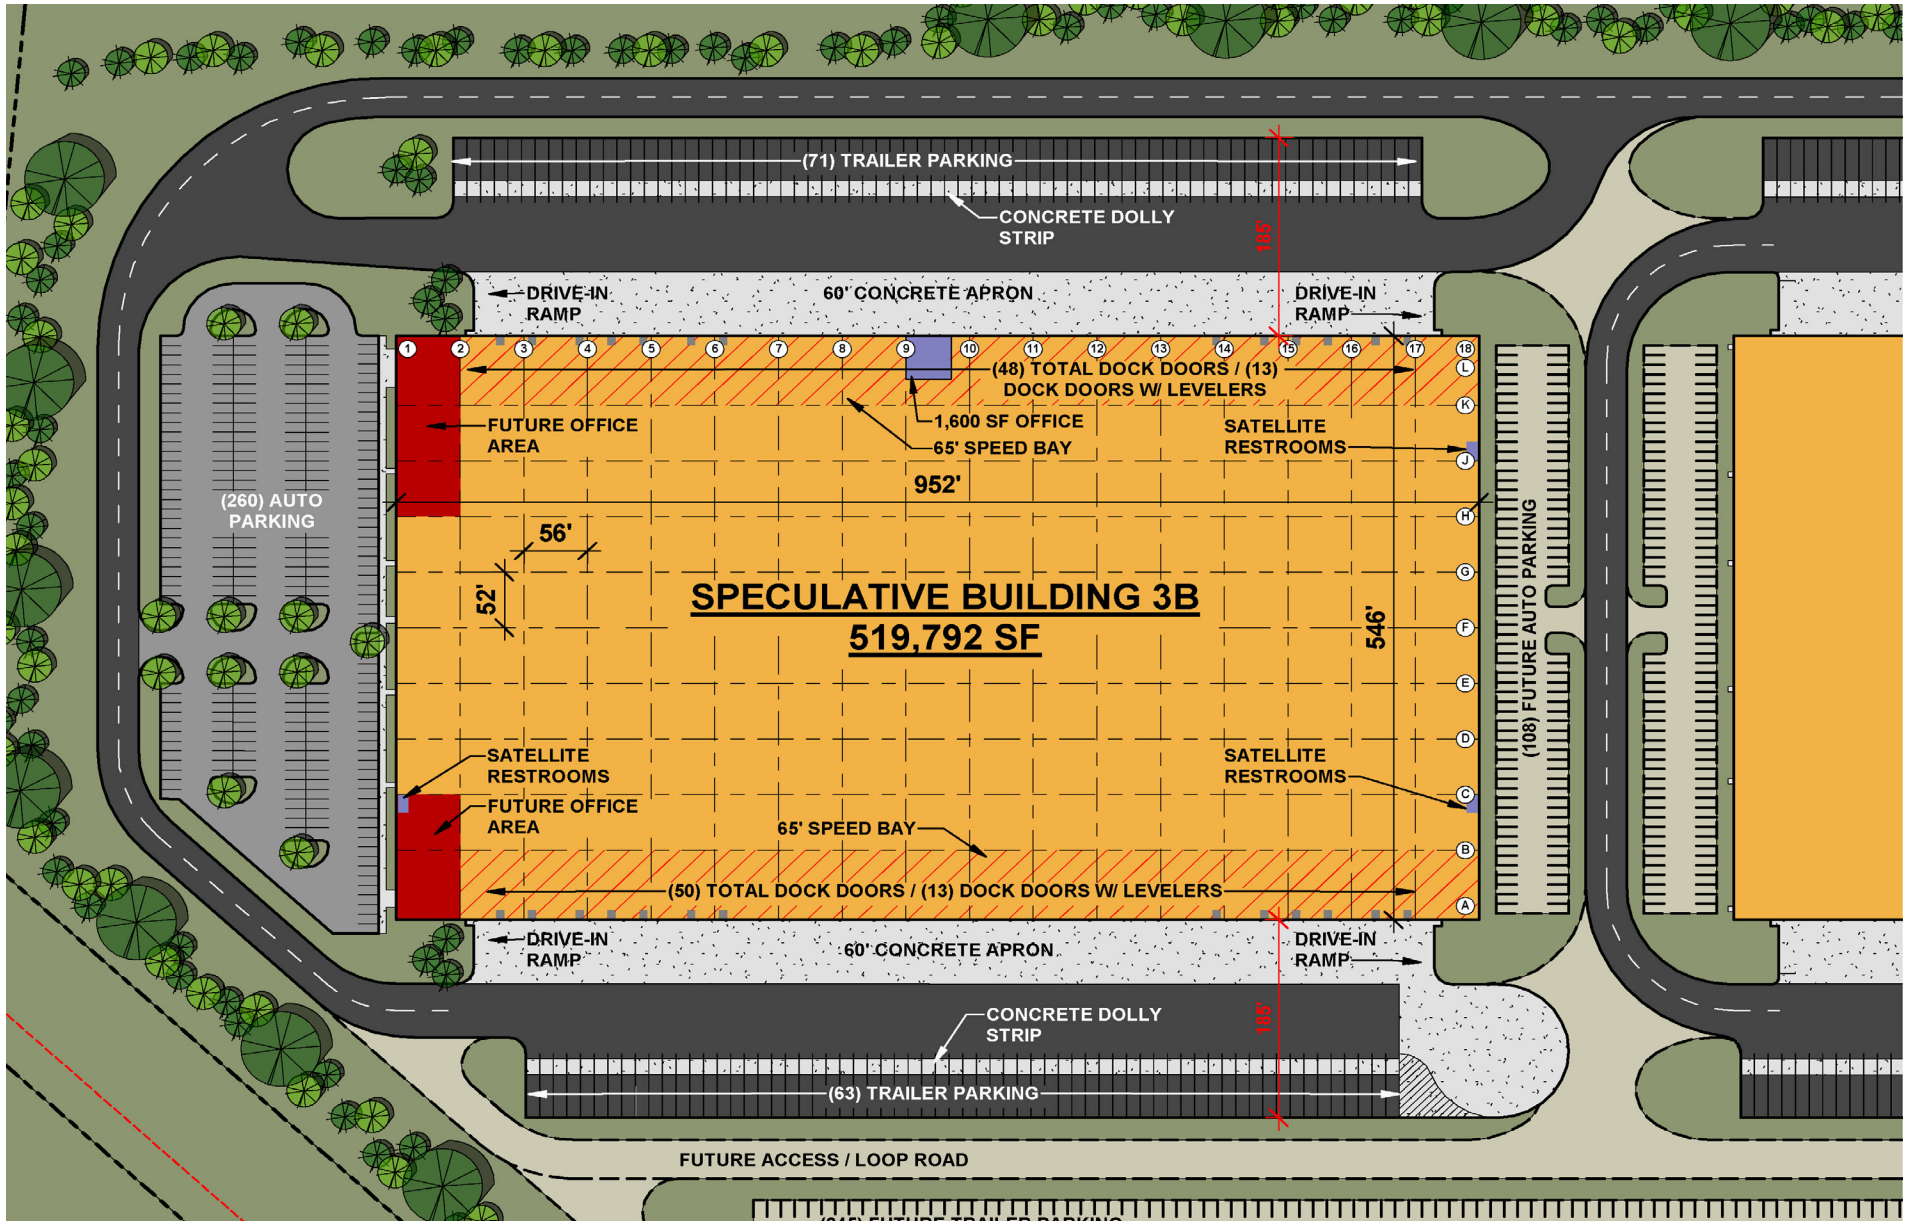 (71) TRAILER PARKING
CONCRETE DOLLY
STRIP
185'
DRIVE-IN
RAMP
60' CONCRETE APRON
DRIVE-IN
RAMP
1 2 3 4 5 6 7 8 9 10 11 12 13 14 15 16 17 18
L
(48) TOTAL DOCK DOORS / (13)
DOCK DOORS W/ LEVELERS
K
1,600 SF OFFICE
65' SPEED BAY
FUTURE OFFICE
AREA
SATELLITE
RESTROOMS
J
952'
(260) AUTO
PARKING
H
56'
52'
G
SPECULATIVE BUILDING 3B
519,792 SF
F
546'
(108) FUTURE AUTO PARKING
E
D
SATELLITE
RESTROOMS
SATELLITE
RESTROOMS
C
FUTURE OFFICE
AREA
65' SPEED BAY
B
(50) TOTAL DOCK DOORS / (13) DOCK DOORS W/ LEVELERS
A
DRIVE-IN
RAMP
60' CONCRETE APRON
DRIVE-IN
RAMP
CONCRETE DOLLY
STRIP
185'
(63) TRAILER PARKING
FUTURE ACCESS / LOOP ROAD
FUTURE TRAILER PARKING